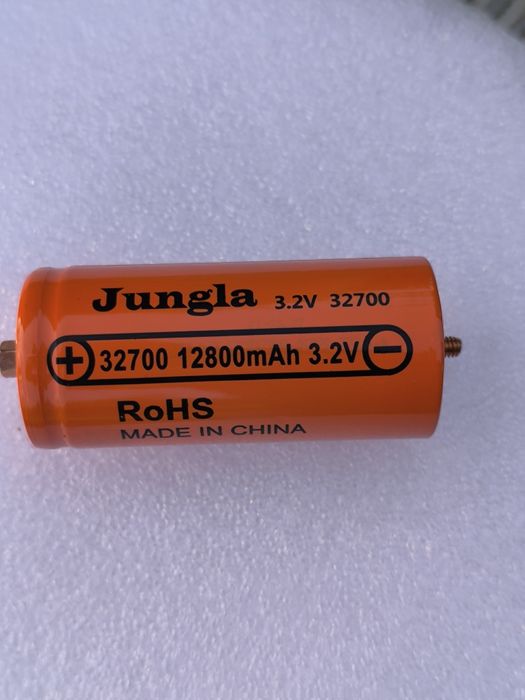 Jungla 3.2V 32700
+ 32700 12800mAh 3.2V −
RoHS
MADE IN CHINA